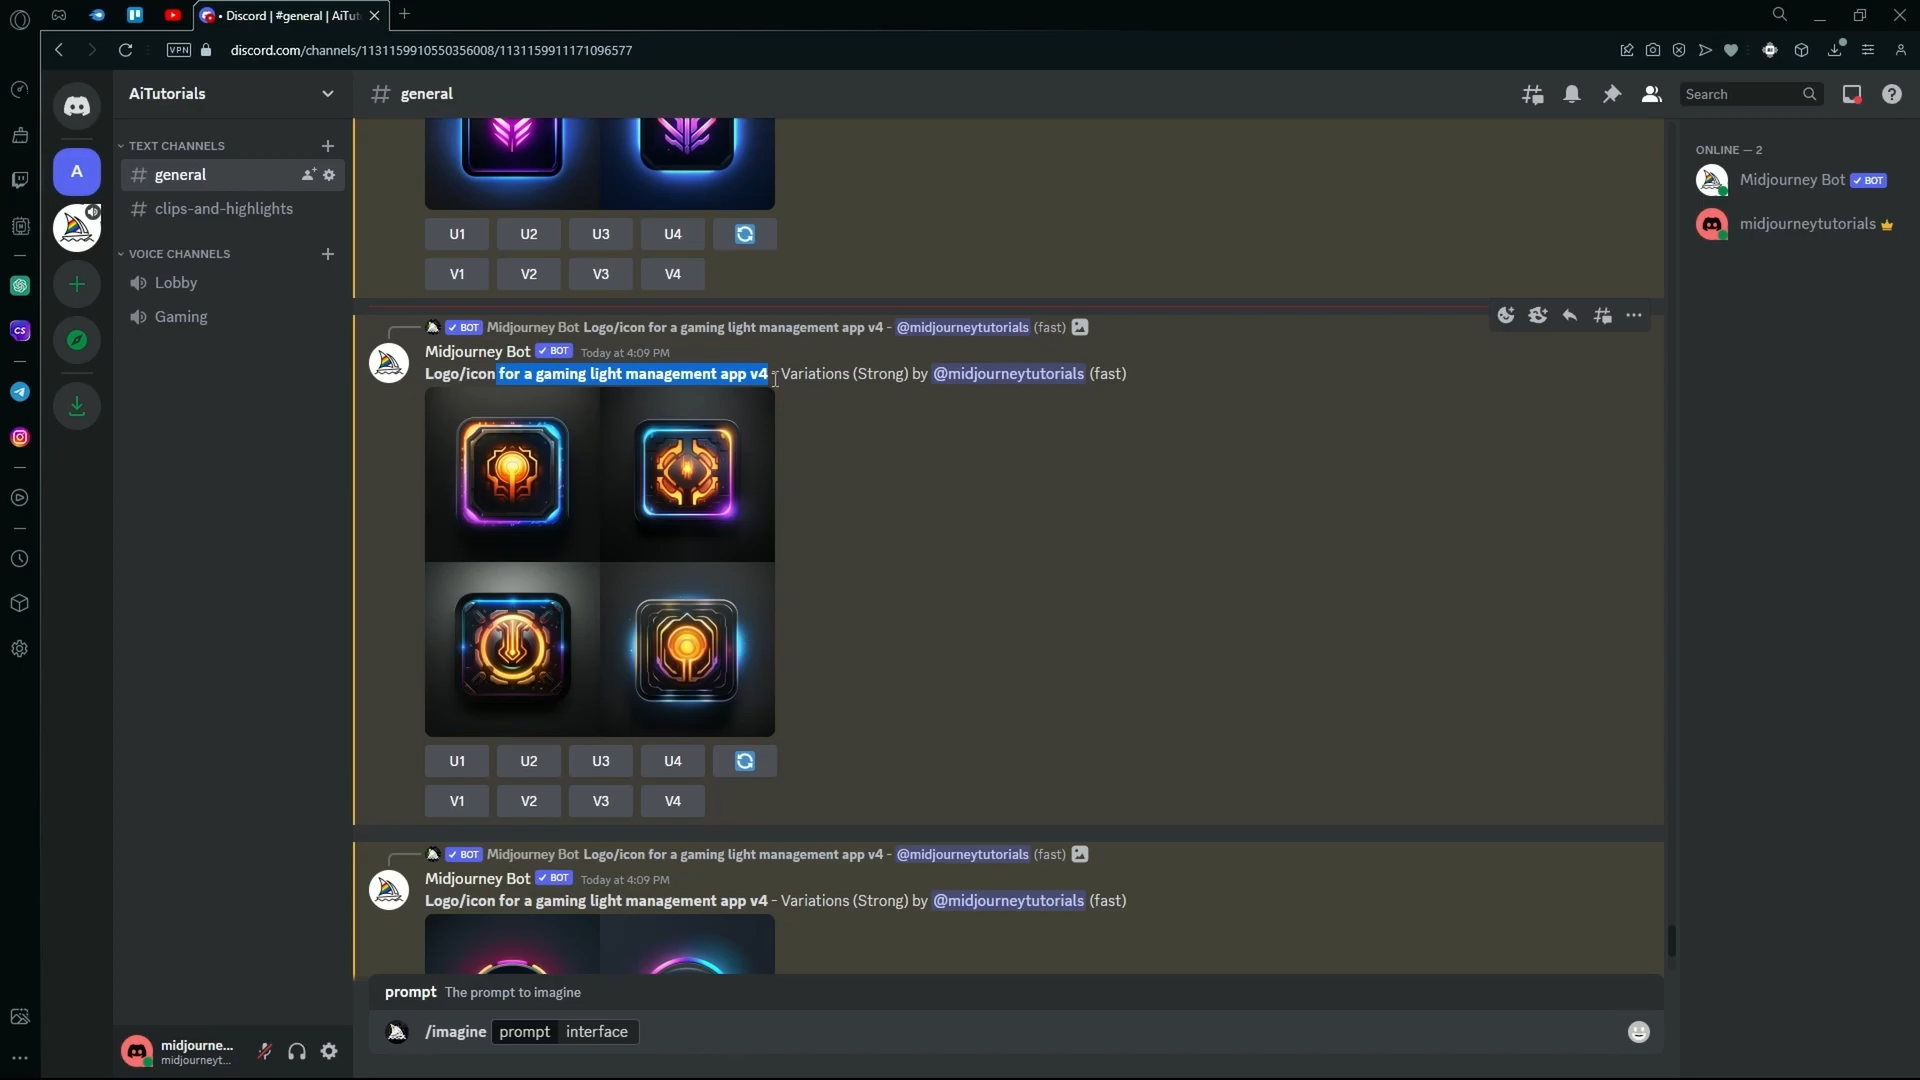 Discord | #general | AiTut
VPN discord.com/channels/1131159910550356008/1131159911171096577
AiTutorials
general
Search
TEXT CHANNELS
general
clips-and-highlights
VOICE CHANNELS
Lobby
Gaming
A
CS
U1 U2 U3 U4
V1 V2 V3 V4
BOT Midjourney Bot Logo/icon for a gaming light management app v4 - @midjourneytutorials (fast)
Midjourney Bot BOT Today at 4:09 PM
Logo/icon for a gaming light management app v4 - Variations (Strong) by @midjourneytutorials (fast)
U1 U2 U3 U4
V1 V2 V3 V4
BOT Midjourney Bot Logo/icon for a gaming light management app v4 - @midjourneytutorials (fast)
Midjourney Bot BOT Today at 4:09 PM
Logo/icon for a gaming light management app v4 - Variations (Strong) by @midjourneytutorials (fast)
prompt The prompt to imagine
/imagine prompt interface
ONLINE — 2
Midjourney Bot BOT
midjourneytutorials
midjourne...
midjourneyt...